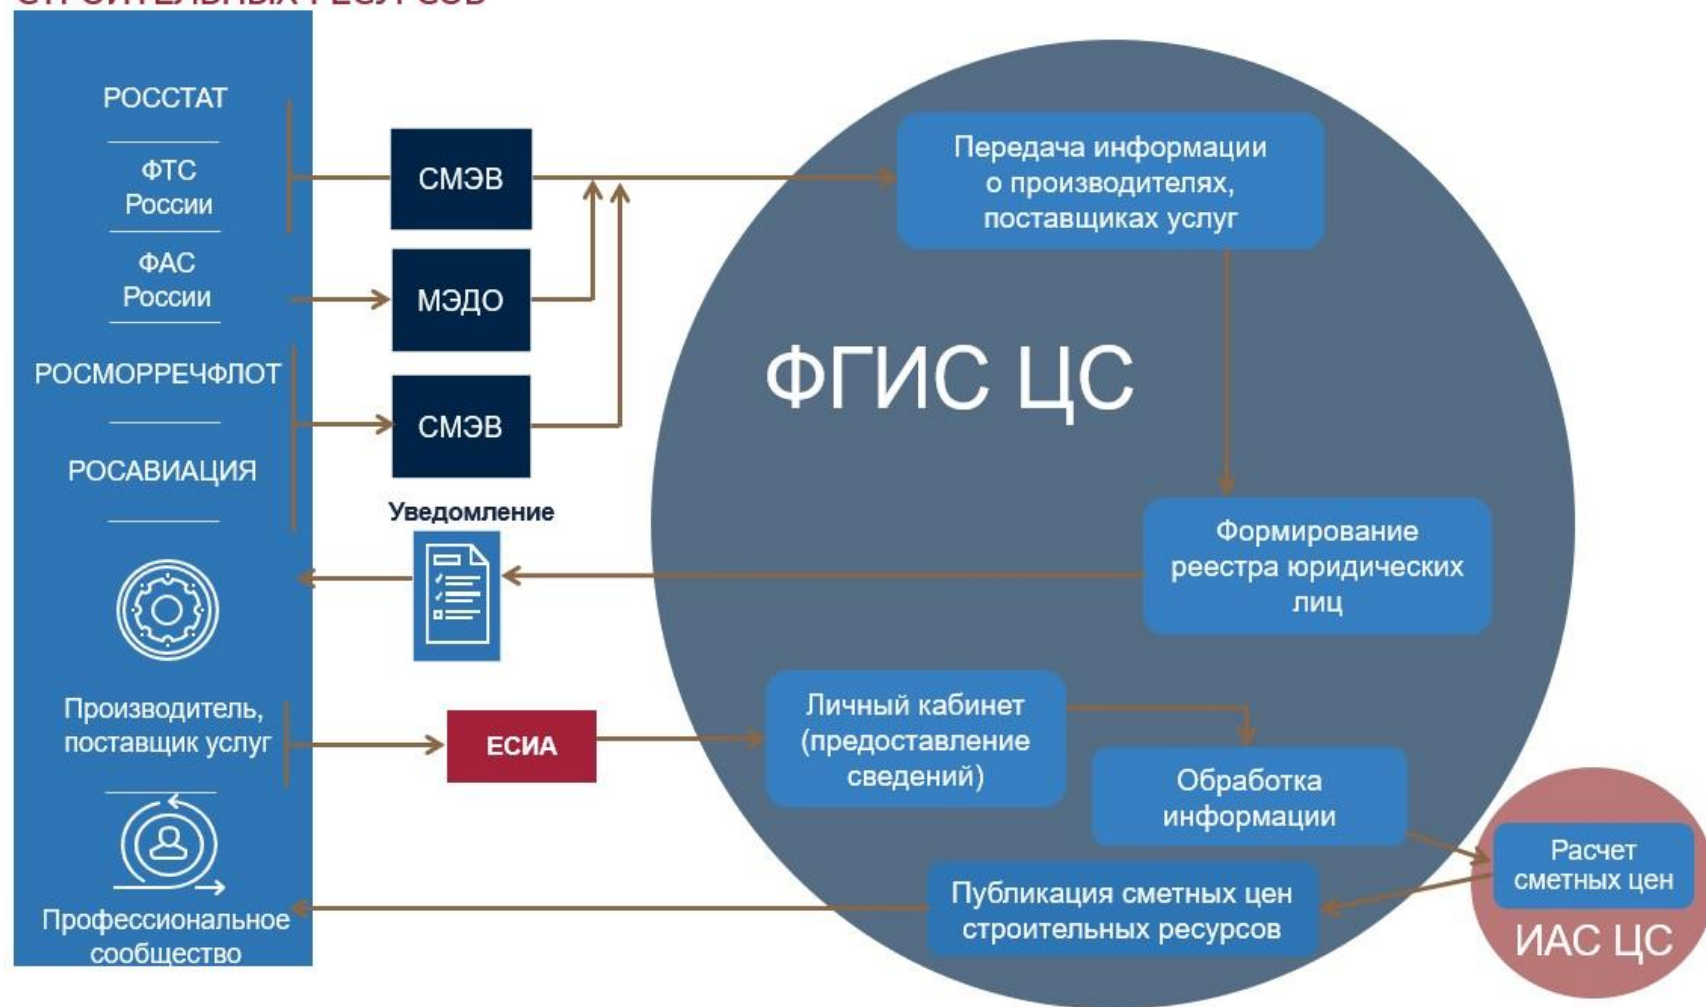 СТРОИТЕЛЬНЫХ РЕСУРСОВ
РОССТАТ
ФТС
России
ФАС
России
РОСМОРРЕЧФЛОТ
РОСАВИАЦИЯ
Производитель,
поставщик услуг
Профессиональное
сообщество
СМЭВ
МЭДО
СМЭВ
Уведомление
ЕСИА
ФГИС ЦС
Передача информации
о производителях,
поставщиках услуг
Формирование
реестра юридических
лиц
Личный кабинет
(предоставление
сведений)
Обработка
информации
Публикация сметных цен
строительных ресурсов
Расчет
сметных цен
ИАС ЦС